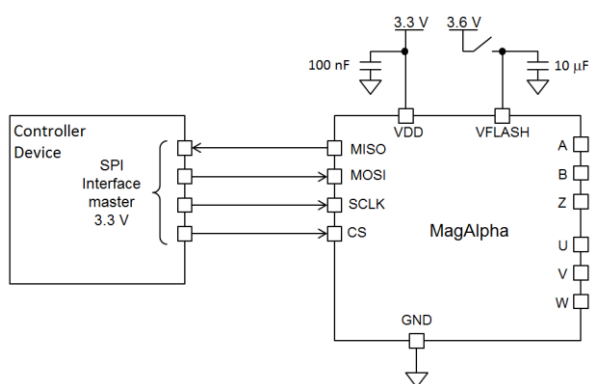 3.3 V 3.6 V
100 nF
10 μF
Controller
Device
SPI
Interface
master
3.3 V
VDD
VFLASH
MISO
MOSI
SCLK
CS
MagAlpha
A
B
Z
U
V
W
GND